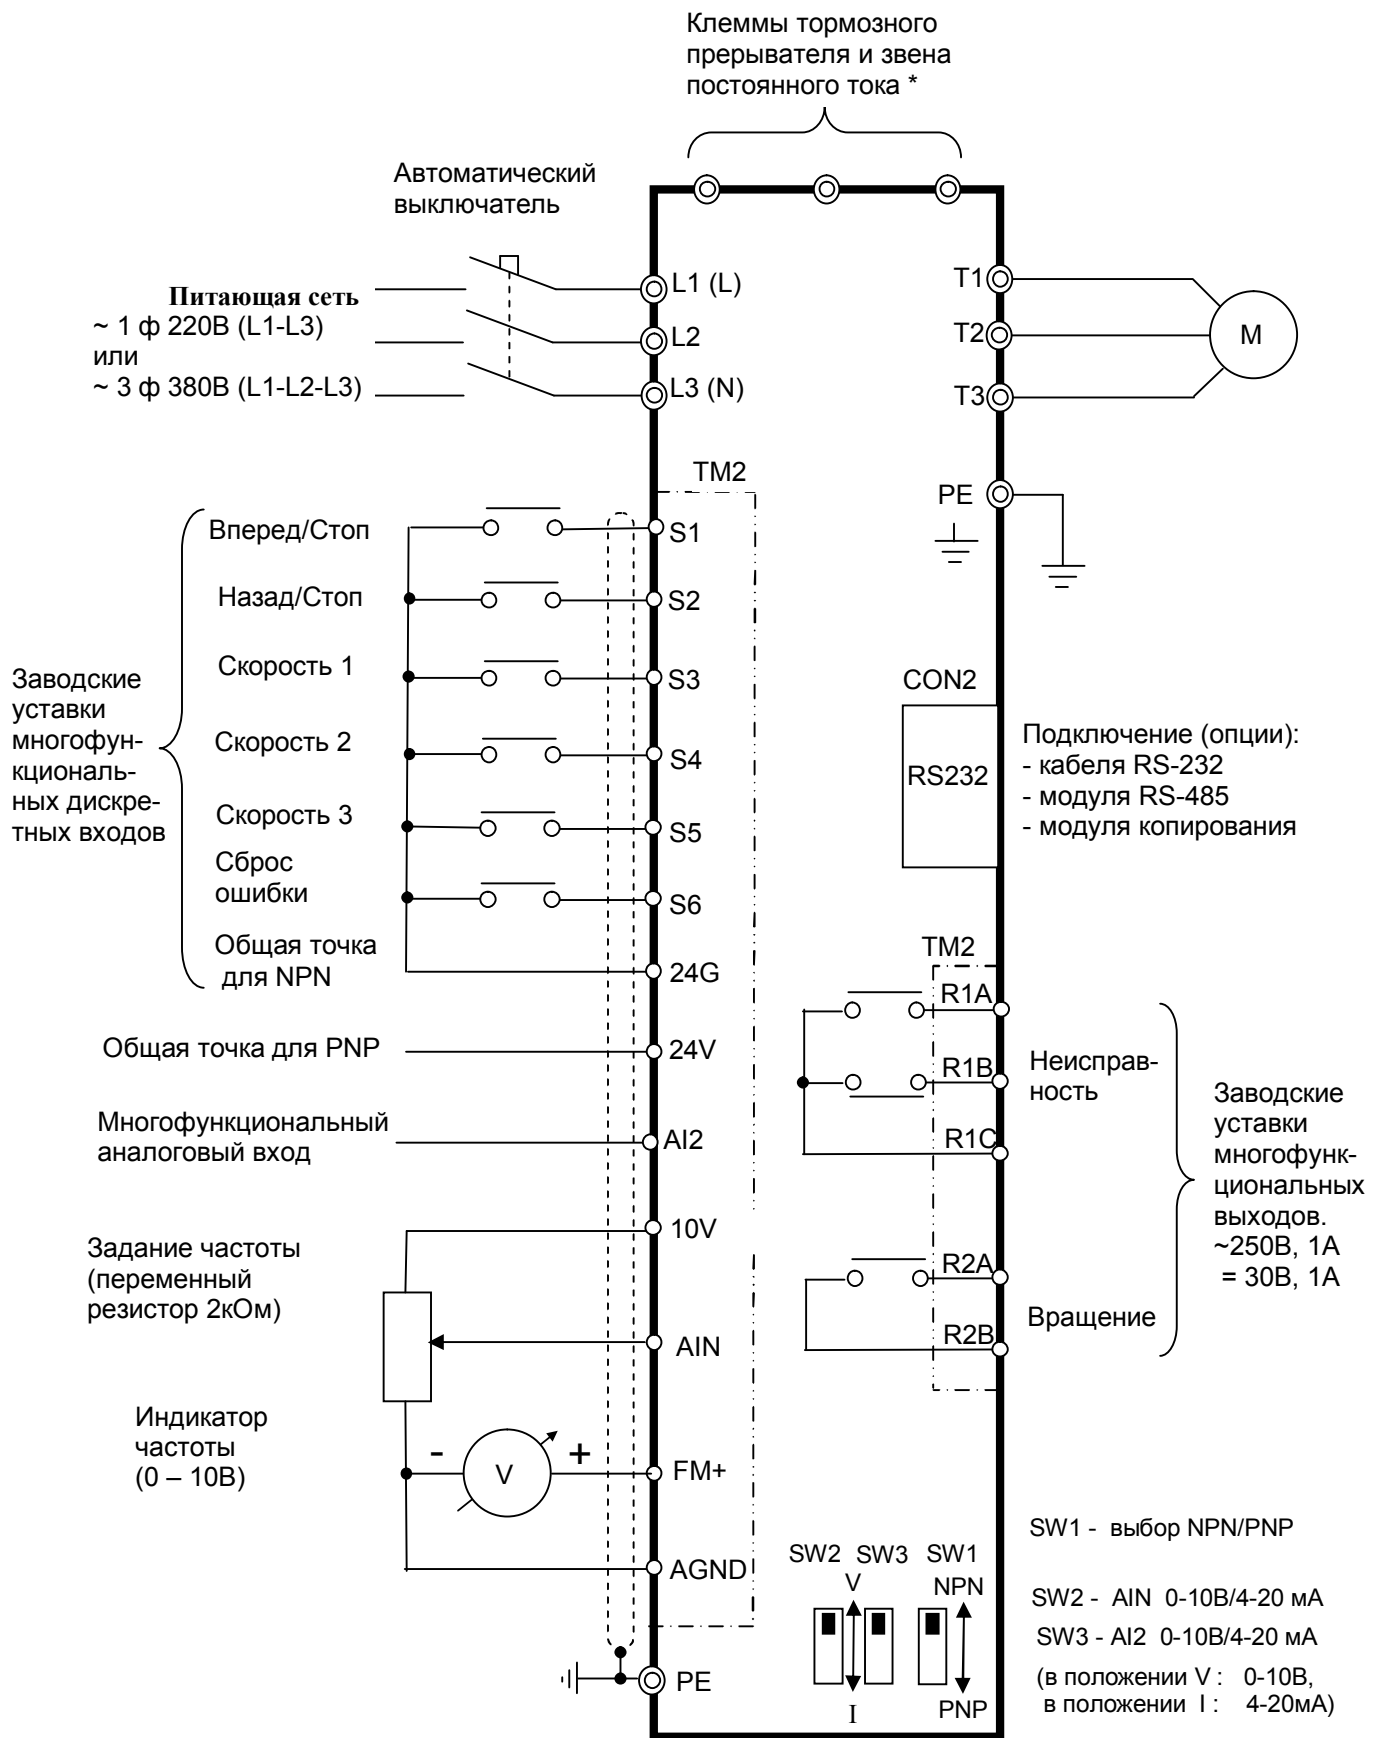 Клеммы тормозного
прерывателя и звена
постоянного тока *
Автоматический
выключатель
Питающая сеть
~ 1 ф 220В (L1-L3)
или
~ 3 ф 380В (L1-L2-L3)
L1 (L)
L2
L3 (N)
T1
T2
T3
M
PE
TM2
Заводские
уставки
многофун-
кциональ-
ных дискре-
тных входов
Вперед/Стоп
S1
Назад/Стоп
S2
Скорость 1
S3
Скорость 2
S4
Скорость 3
S5
Сброс
ошибки
S6
Общая точка
для NPN
24G
Общая точка для PNP
24V
Многофункциональный
аналоговый вход
AI2
10V
Задание частоты
(переменный
резистор 2кОм)
AIN
Индикатор
частоты
(0 – 10В)
-
V
+
FM+
AGND
PE
CON2
RS232
Подключение (опции):
- кабеля RS-232
- модуля RS-485
- модуля копирования
TM2
R1A
R1B
R1C
Неисправ-
ность
R2A
R2B
Вращение
Заводские
уставки
многофунк-
циональных
выходов.
~250В, 1А
= 30В, 1А
SW2 SW3 SW1
V
NPN
I
PNP
SW1 - выбор NPN/PNP
SW2 - AIN 0-10В/4-20 мА
SW3 - AI2 0-10В/4-20 мА
(в положении V : 0-10В,
в положении I : 4-20мА)